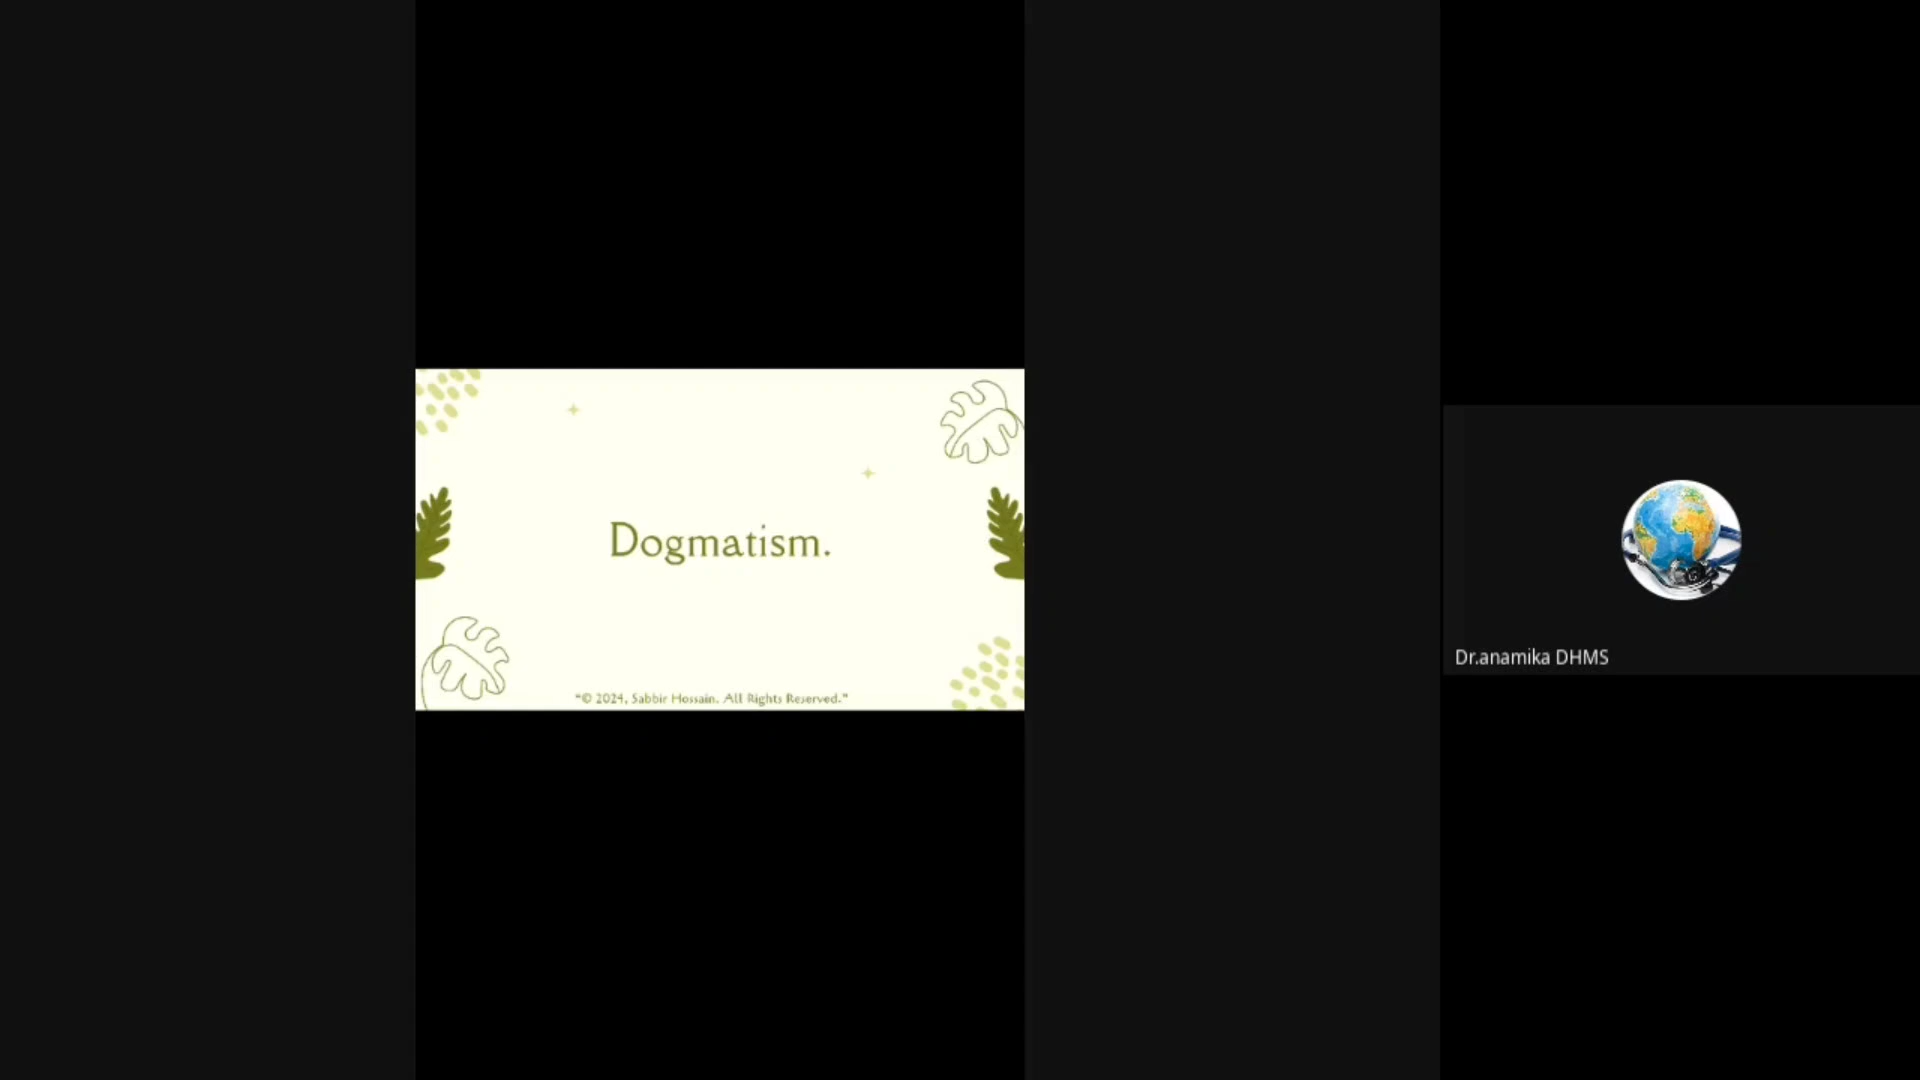 Dogmatism.
"© 2024, Sabbir Hossain. All Rights Reserved."
Dr.anamika DHMS